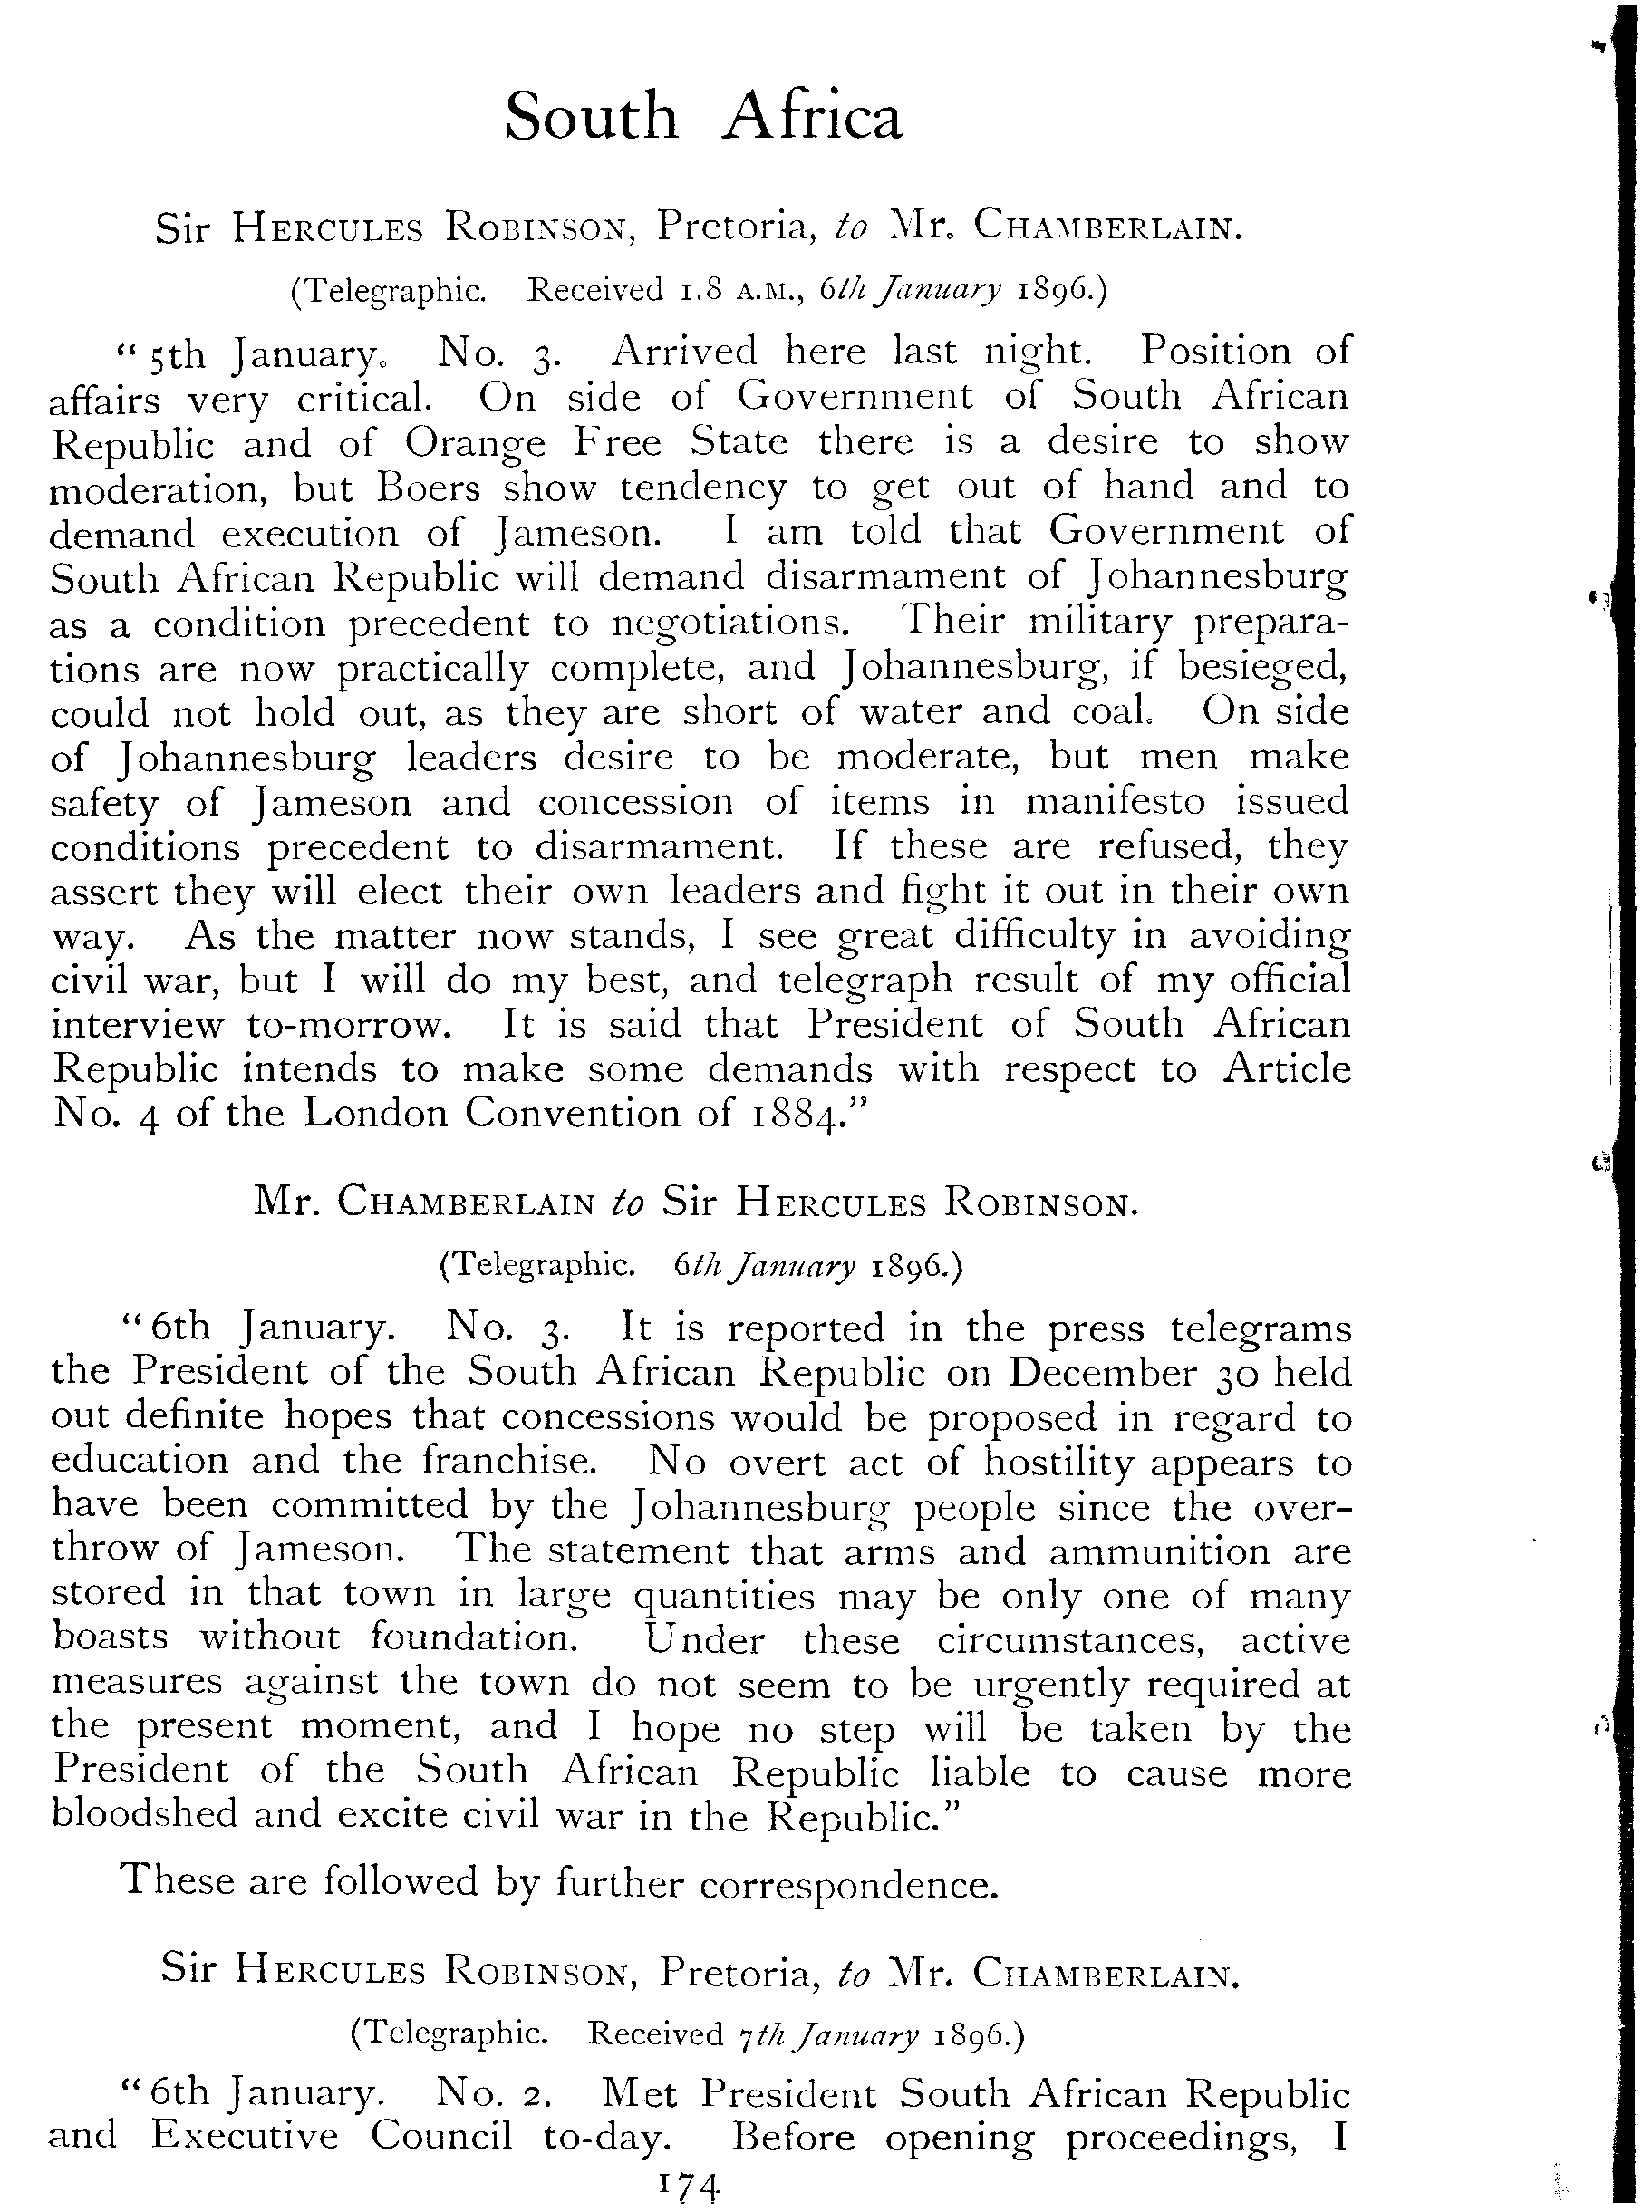 South Africa
Sir HERCULES ROBINSON, Pretoria, to Mr. CHAMBERLAIN.
(Telegraphic. Received 1.8 A.M., 6th January 1896.)
“ 5th January. No. 3. Arrived here last night. Position of
affairs very critical. On side of Government of South African
Republic and of Orange Free State there is a desire to show
moderation, but Boers show tendency to get out of hand and to
demand execution of Jameson. I am told that Government of
South African Republic will demand disarmament of Johannesburg
as a condition precedent to negotiations. Their military prepara-
tions are now practically complete, and Johannesburg, if besieged,
could not hold out, as they are short of water and coal. On side
of Johannesburg leaders desire to be moderate, but men make
safety of Jameson and concession of items in manifesto issued
conditions precedent to disarmament. If these are refused, they
assert they will elect their own leaders and fight it out in their own
way. As the matter now stands, I see great difficulty in avoiding
civil war, but I will do my best, and telegraph result of my official
interview to-morrow. It is said that President of South African
Republic intends to make some demands with respect to Article
No. 4 of the London Convention of 1884.”
Mr. CHAMBERLAIN to Sir HERCULES ROBINSON.
(Telegraphic. 6th January 1896.)
“ 6th January. No. 3. It is reported in the press telegrams
the President of the South African Republic on December 30 held
out definite hopes that concessions would be proposed in regard to
education and the franchise. No overt act of hostility appears to
have been committed by the Johannesburg people since the over-
throw of Jameson. The statement that arms and ammunition are
stored in that town in large quantities may be only one of many
boasts without foundation. Under these circumstances, active
measures against the town do not seem to be urgently required at
the present moment, and I hope no step will be taken by the
President of the South African Republic liable to cause more
bloodshed and excite civil war in the Republic.”
These are followed by further correspondence.
Sir HERCULES ROBINSON, Pretoria, to Mr. CHAMBERLAIN.
(Telegraphic. Received 7th January 1896.)
“ 6th January. No. 2. Met President South African Republic
and Executive Council to-day. Before opening proceedings, I
174